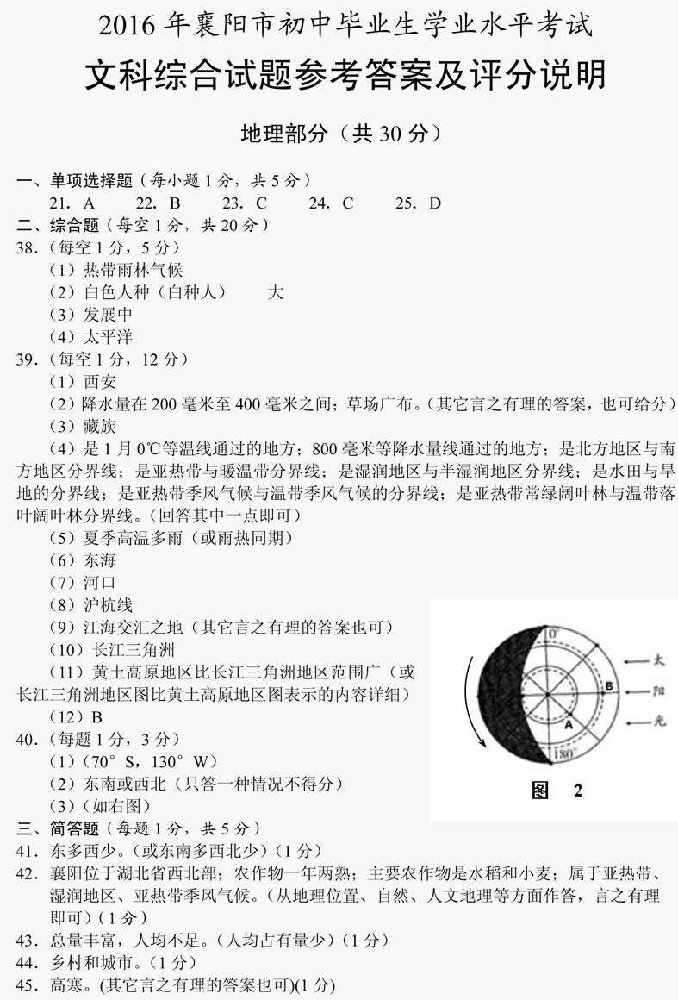 2016 年襄阳市初中毕业生学业水平考试
文科综合试题参考答案及评分说明
地理部分（共 30 分）
一、单项选择题（每小题 1 分，共 5 分）
21．A 22．B 23．C 24．C 25．D
二、综合题（每空 1 分，共 20 分）
38．（每空 1 分，5 分）
（1）热带雨林气候
（2）白色人种（白种人） 大
（3）发展中
（4）太平洋
39．（每空 1 分，12 分）
（1）西安
（2）降水量在 200 毫米至 400 毫米之间；草场广布。（其它言之有理的答案，也可给分）
（3）藏族
（4）是 1 月 0℃等温线通过的地方；800 毫米等降水量线通过的地方；是北方地区与南
方地区分界线；是亚热带与暖温带分界线；是湿润地区与半湿润地区分界线；是水田与旱
地的分界线；是亚热带季风气候与温带季风气候的分界线；是亚热带常绿阔叶林与温带落
叶阔叶林分界线。（回答其中一点即可）
（5）夏季高温多雨（或雨热同期）
（6）东海
（7）河口
（8）沪杭线
（9）江海交汇之地（其它言之有理的答案也可）
（10）长江三角洲
（11）黄土高原地区比长江三角洲地区范围广（或
长江三角洲地区图比黄土高原地区图表示的内容详细）
（12）B
40．（每题 1 分，3 分）
（1）（70°S，130°W）
（2）东南或西北（只答一种情况不得分）
（3）（如右图）
0°
太
B
阳
A
光
180°
图 2
三、简答题（每题 1 分，共 5 分）
41．东多西少。（或东南多西北少）（1 分）
42．襄阳位于湖北省西北部；农作物一年两熟；主要农作物是水稻和小麦；属于亚热带、
湿润地区、亚热带季风气候。（从地理位置、自然、人文地理等方面作答，言之有理
即可）（1 分）
43．总量丰富，人均不足。（人均占有量少）（1 分）
44．乡村和城市。（1 分）
45．高寒。(其它言之有理的答案也可)(1 分)